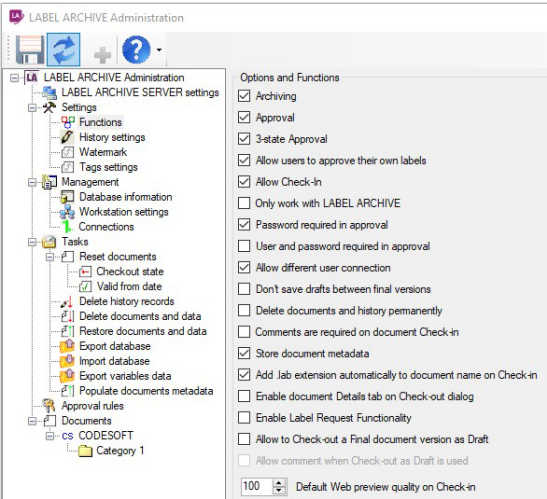 LA LABEL ARCHIVE Administration
LA LABEL ARCHIVE Administration
LABEL ARCHIVE SERVER settings
Settings
Functions
History settings
Watermark
Tags settings
Management
Database information
Workstation settings
Connections
Tasks
Reset documents
Checkout state
Valid from date
Delete history records
Delete documents and data
Restore documents and data
Export database
Import database
Export variables data
Populate documents metadata
Approval rules
Documents
CS CODESOFT
Category 1
Options and Functions
Archiving
Approval
3-state Approval
Allow users to approve their own labels
Allow Check-In
Only work with LABEL ARCHIVE
Password required in approval
User and password required in approval
Allow different user connection
Don't save drafts between final versions
Delete documents and history permanently
Comments are required on document Check-in
Store document metadata
Add .lab extension automatically to document name on Check-in
Enable document Details tab on Check-out dialog
Enable Label Request Functionality
Allow to Check-out a Final document version as Draft
Allow comment when Check-out as Draft is used
100 Default Web preview quality on Check-in